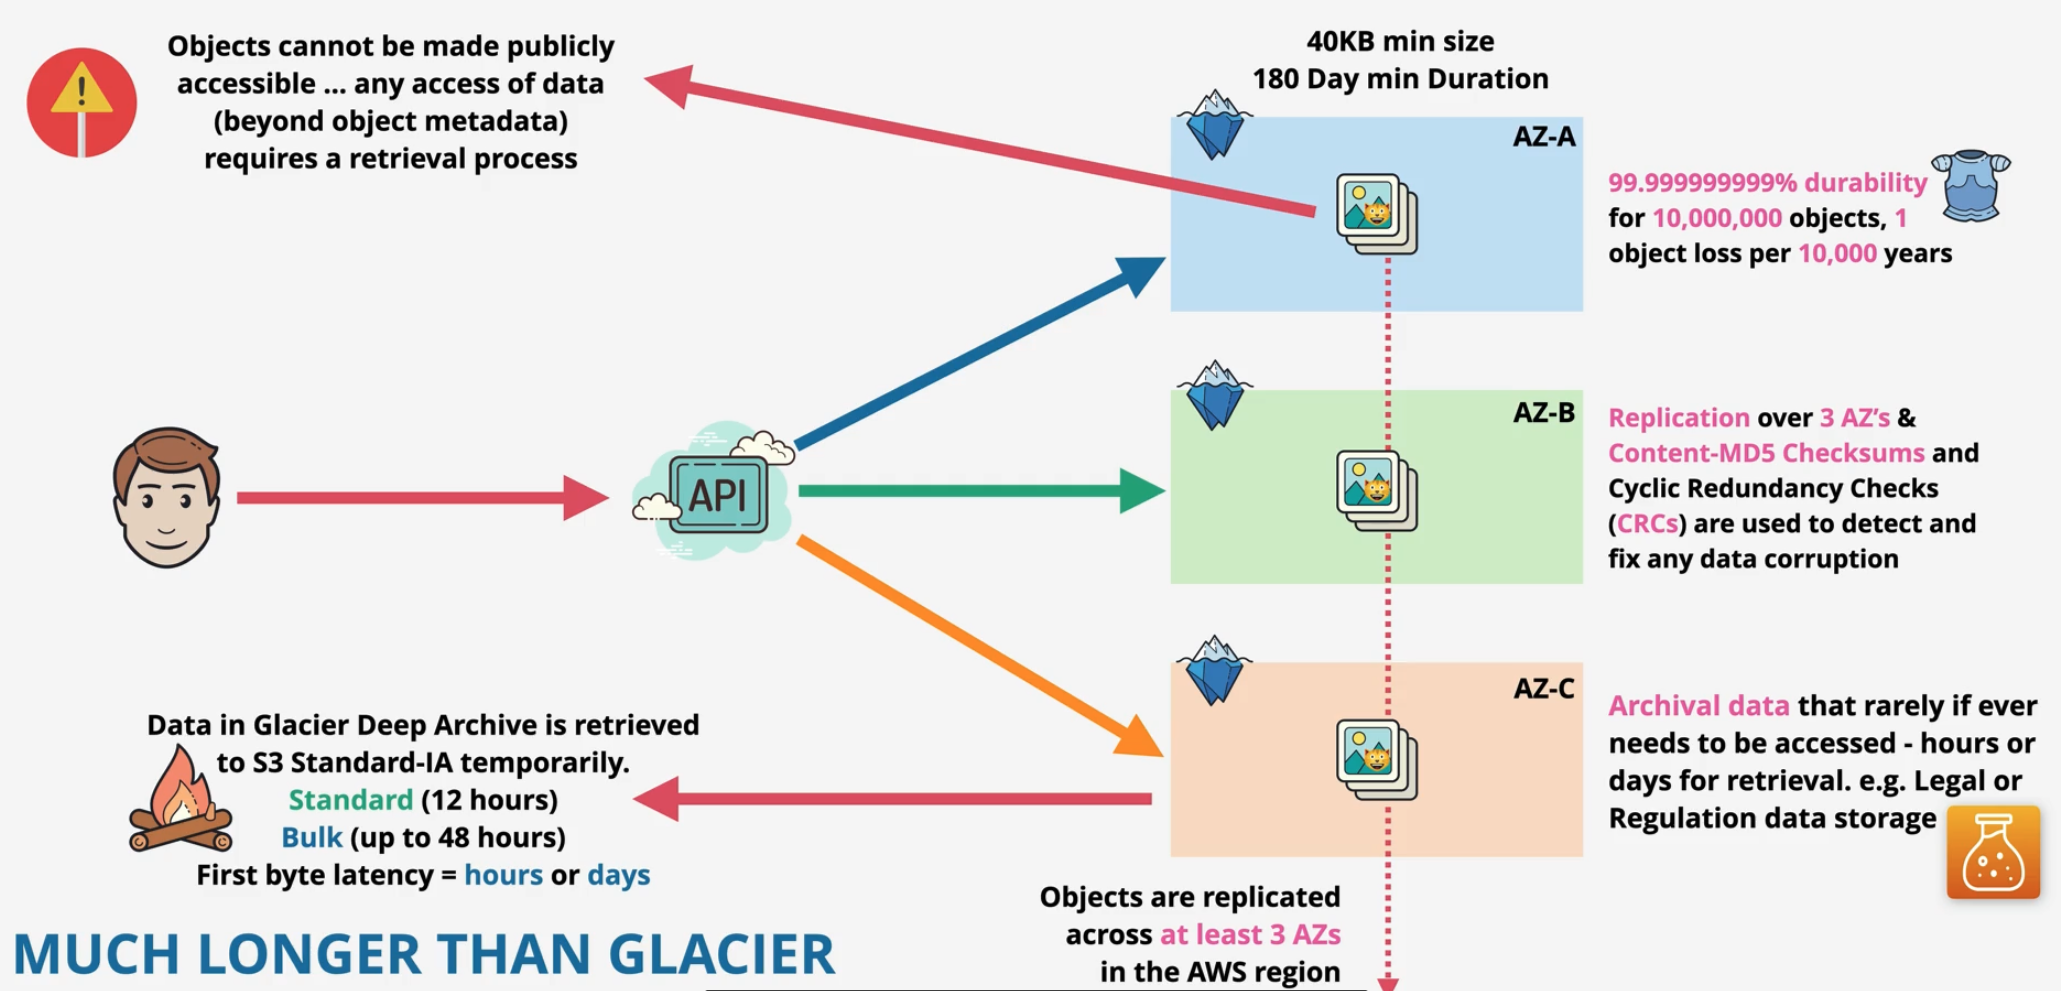 Objects cannot be made publicly
accessible ... any access of data
(beyond object metadata)
requires a retrieval process
40KB min size
180 Day min Duration
AZ-A
99.999999999% durability
for 10,000,000 objects, 1
object loss per 10,000 years
API
AZ-B
Replication over 3 AZ's &
Content-MD5 Checksums and
Cyclic Redundancy Checks
(CRCs) are used to detect and
fix any data corruption
AZ-C
Archival data that rarely if ever
needs to be accessed - hours or
days for retrieval. e.g. Legal or
Regulation data storage
Data in Glacier Deep Archive is retrieved
to S3 Standard-IA temporarily.
Standard (12 hours)
Bulk (up to 48 hours)
First byte latency = hours or days
MUCH LONGER THAN GLACIER
Objects are replicated
across at least 3 AZs
in the AWS region